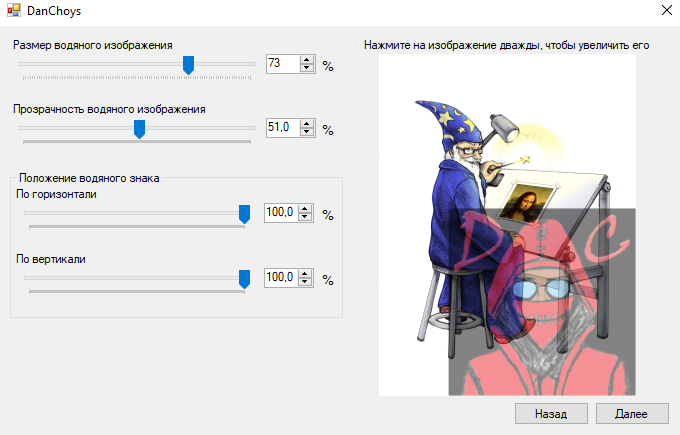 DanChoys
Размер водяного изображения
73 %
Прозрачность водяного изображения
51,0 %
Положение водяного знака
По горизонтали
100,0 %
По вертикали
100,0 %
Нажмите на изображение дважды, чтобы увеличить его
D C
Назад
Далее